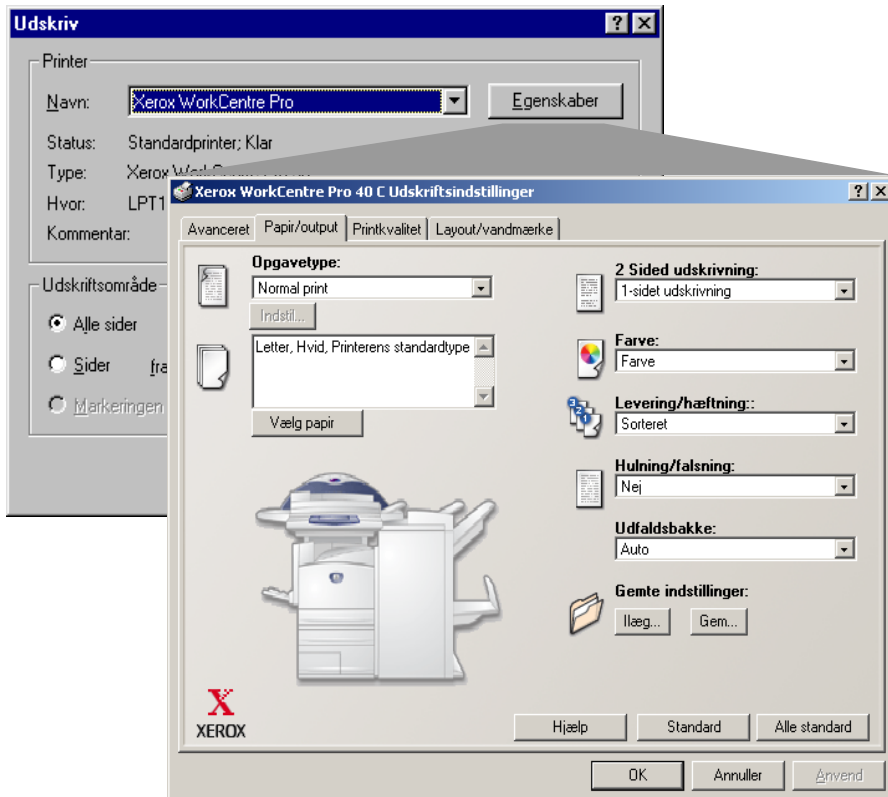 Udskriv
Printer
Navn:
Xerox WorkCentre Pro
Egenskaber
Status:
Standardprinter; Klar
Type:
Xerox
Hvor:
LPT1
Kommentar:
Udskriftsområde
Alle sider
Sider
fra
Markeringen
Xerox WorkCentre Pro 40 C Udskriftsindstillinger
Avanceret
Papir/output
Printkvalitet
Layout/vandmærke
Opgavetype:
Normal print
Indstil...
Letter, Hvid, Printerens standardtype
Vælg papir
2 Sided udskrivning:
1-sidet udskrivning
Farve:
Farve
Levering/hæftning::
Sorteret
Hulning/falsning:
Nej
Udfaldsbakke:
Auto
Gemte indstillinger:
Ilæg...
Gem...
X
XEROX
Hjælp
Standard
Alle standard
OK
Annuller
Anvend